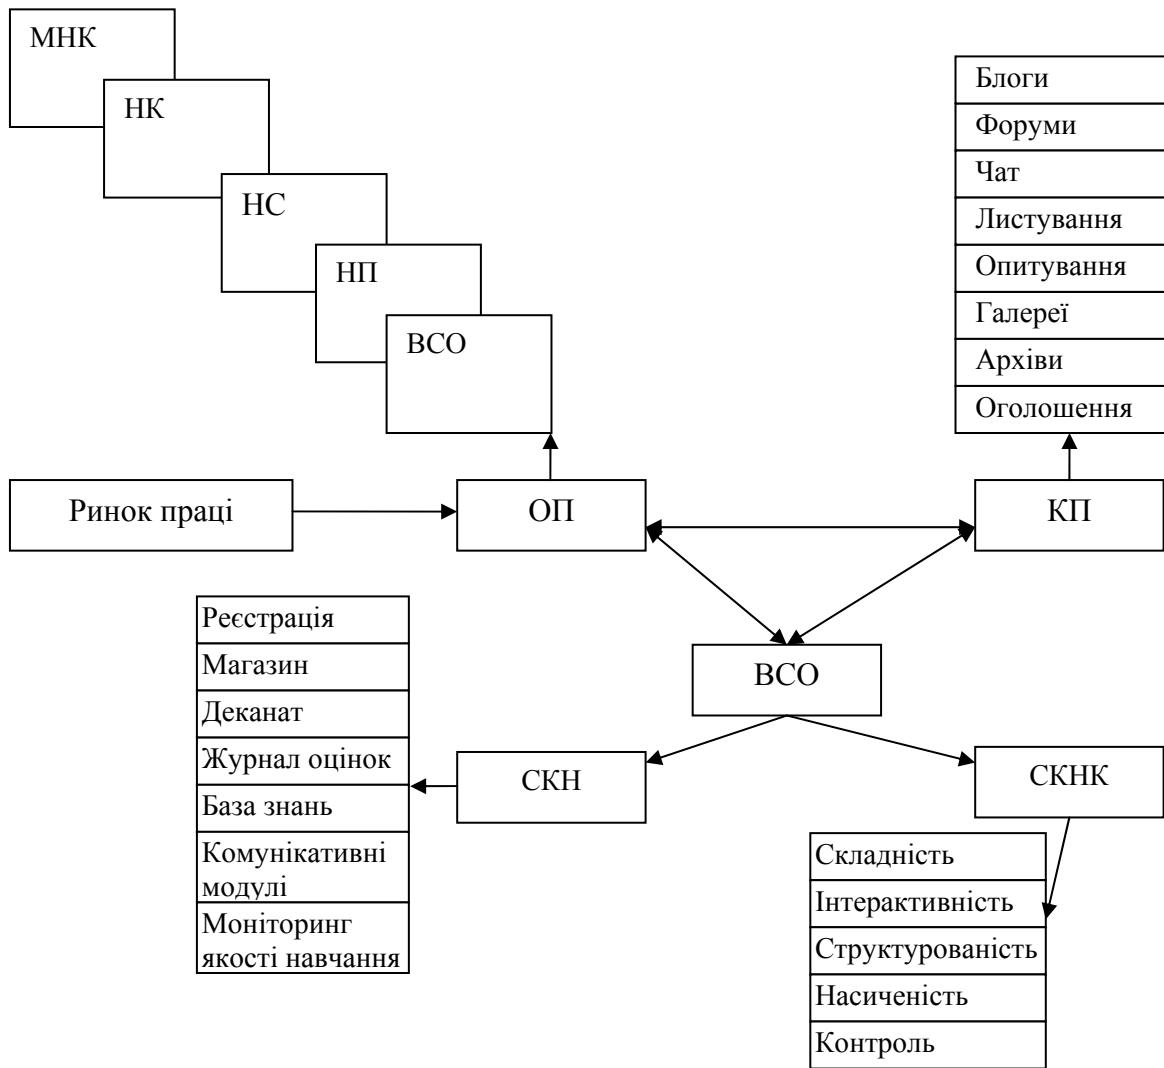 МНК
НК
НС
НП
ВСО
Блоги
Форуми
Чат
Листування
Опитування
Галереї
Архіви
Оголошення
Ринок праці
ОП
КП
Реєстрація
Магазин
Деканат
Журнал оцінок
База знань
Комунікативні
модулі
Моніторинг
якості навчання
ВСО
СКН
СКНК
Складність
Інтерактивність
Структурованість
Насиченість
Контроль